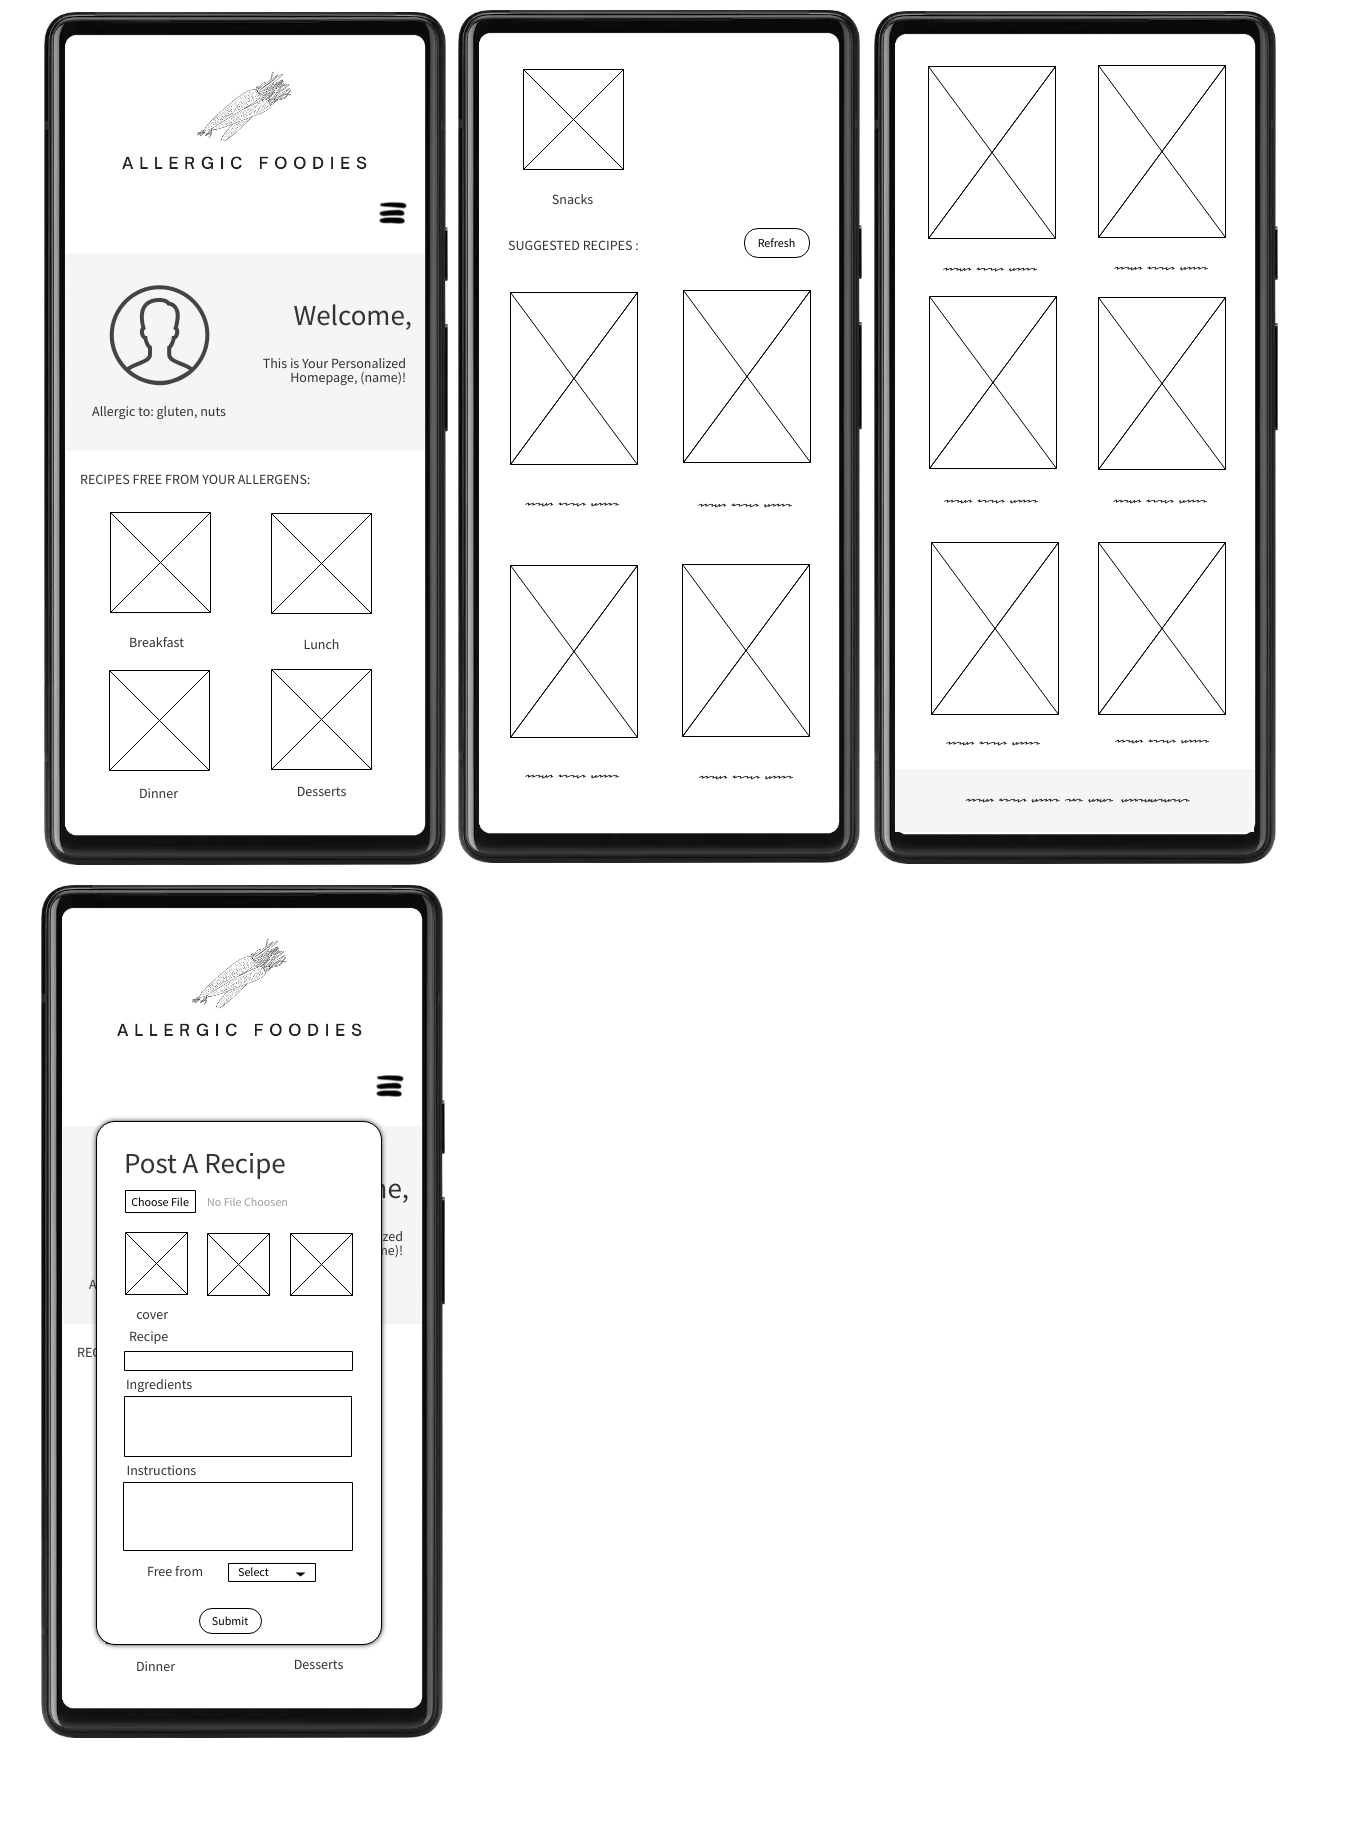 ALLERGIC FOODIES
Welcome,
This is Your Personalized
Homepage, (name)!
Allergic to: gluten, nuts
RECIPES FREE FROM YOUR ALLERGENS:
Breakfast
Lunch
Dinner
Desserts
Snacks
SUGGESTED RECIPES :
Refresh
ALLERGIC FOODIES
Post A Recipe
e,
Choose File
No File Choosen
zed
e)!
A
cover
Recipe
REC
Ingredients
Instructions
Free from
Select
Submit
Dinner
Desserts